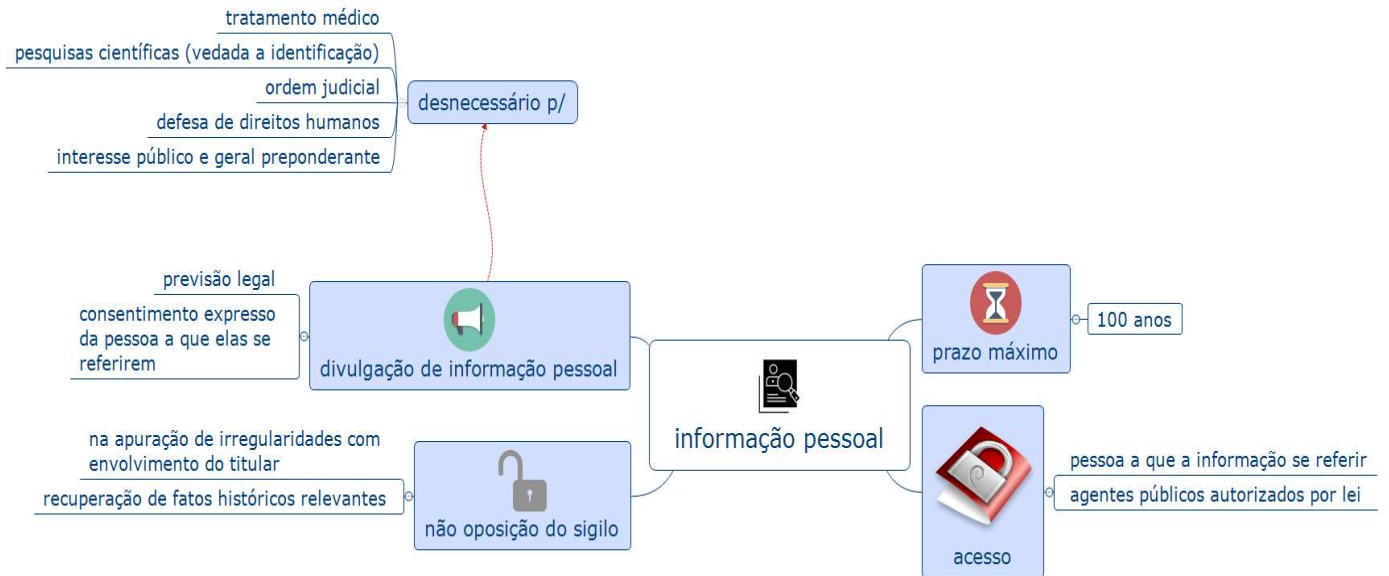 tratamento médico
pesquisas científicas (vedada a identificação)
ordem judicial
defesa de direitos humanos
interesse público e geral preponderante
desnecessário p/
previsão legal
consentimento expresso
da pessoa a que elas se
referirem
divulgação de informação pessoal
na apuração de irregularidades com
envolvimento do titular
recuperação de fatos históricos relevantes
não oposição do sigilo
informação pessoal
prazo máximo
100 anos
acesso
pessoa a que a informação se referir
agentes públicos autorizados por lei